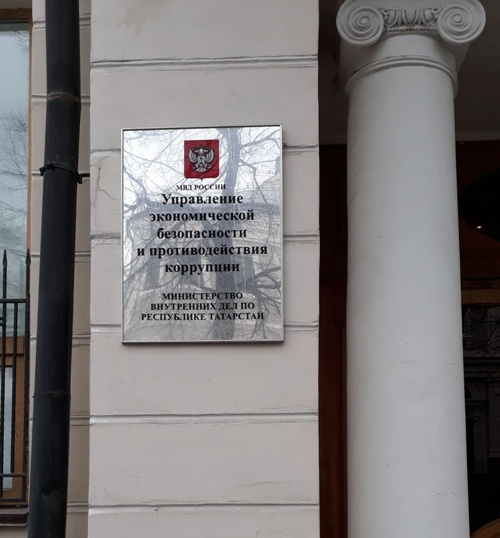 МВД РОССИИ
Управление
экономической
безопасности
и противодействия
коррупции
МИНИСТЕРСТВО
ВНУТРЕННИХ ДЕЛ ПО
РЕСПУБЛИКЕ ТАТАРСТАН